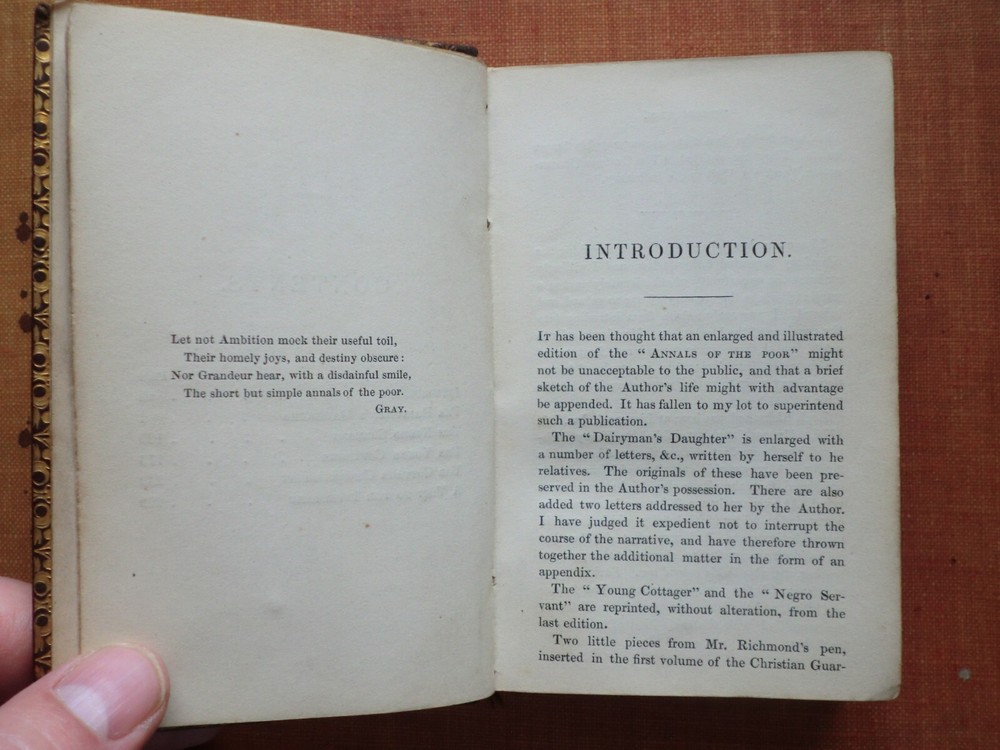 Let not Ambition mock their useful toil,
Their homely joys, and destiny obscure:
Nor Grandeur hear, with a disdainful smile,
The short but simple annals of the poor.
GRAY.
INTRODUCTION.
IT has been thought that an enlarged and illustrated
edition of the "ANNALS OF THE POOR" might
not be unacceptable to the public, and that a brief
sketch of the Author's life might with advantage
be appended. It has fallen to my lot to superintend
such a publication.
The "Dairyman's Daughter" is enlarged with
a number of letters, &c., written by herself to he
relatives. The originals of these have been pre-
served in the Author's possession. There are also
added two letters addressed to her by the Author.
I have judged it expedient not to interrupt the
course of the narrative, and have therefore thrown
together the additional matter in the form of an
appendix.
The "Young Cottager" and the "Negro Ser-
vant" are reprinted, without alteration, from the
last edition.
Two little pieces from Mr. Richmond's pen,
inserted in the first volume of the Christian Guar-